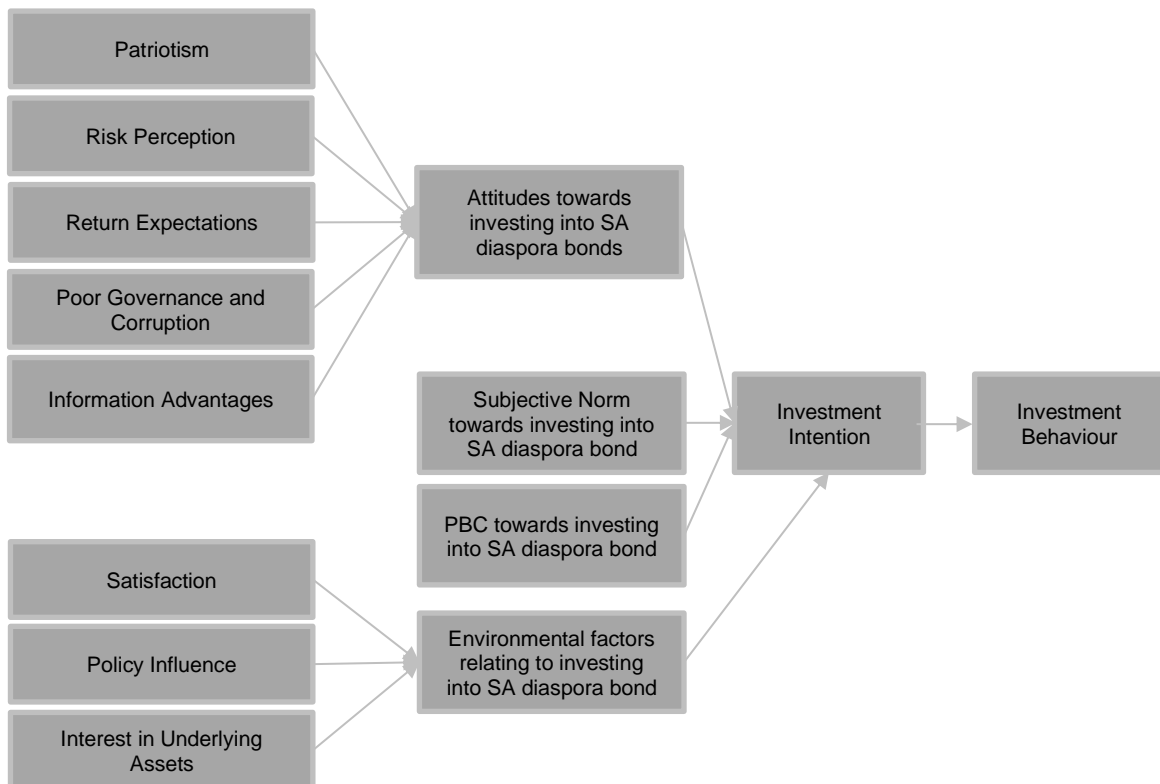 Patriotism
Risk Perception
Return Expectations
Poor Governance and
Corruption
Information Advantages
Attitudes towards
investing into SA
diaspora bonds
Subjective Norm
towards investing into
SA diaspora bond
PBC towards investing
into SA diaspora bond
Investment
Intention
Investment
Behaviour
Satisfaction
Policy Influence
Interest in Underlying
Assets
Environmental factors
relating to investing
into SA diaspora bond